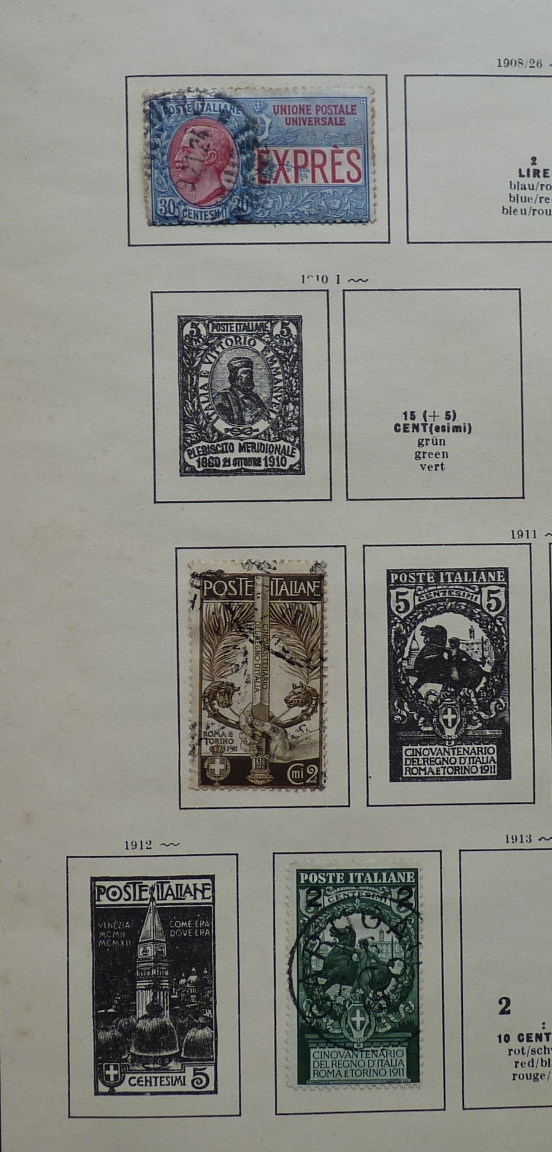 1908/26
POSTE ITALIANE
UNIONE POSTALE
UNIVERSALE
EXPRÈS
30 30
CENTESIMI
2
LIRE
blau/ro
blue/re
bleu/rou
1910 I
5 POSTE ITALIANE 5
ITALIA E VITTORIO EMMANUELE
PLEBISCITO MERIDIONALE
1860 21 OTTOBRE 1910
15 (+ 5)
CENT(esimi)
grün
green
vert
1911
POSTE ITALIANE
ROMA E
TORINO
1911
Cmi 2
POSTE ITALIANE
5 CENTESIMI 5
CINQVANTENARIO
DEL REGNO D'ITALIA
ROMA E TORINO 1911
1912
POSTE ITALIANE
VENEZIA COM'ERA
MCMII DOV'ERA
MCMXII
CENTESIMI 5
1913
POSTE ITALIANE
2 CENTESIMI 2
CINQVANTENARIO
DEL REGNO D'ITALIA
ROMA E TORINO 1911
2
:
10 CENT
rot/schw
red/bl
rouge/